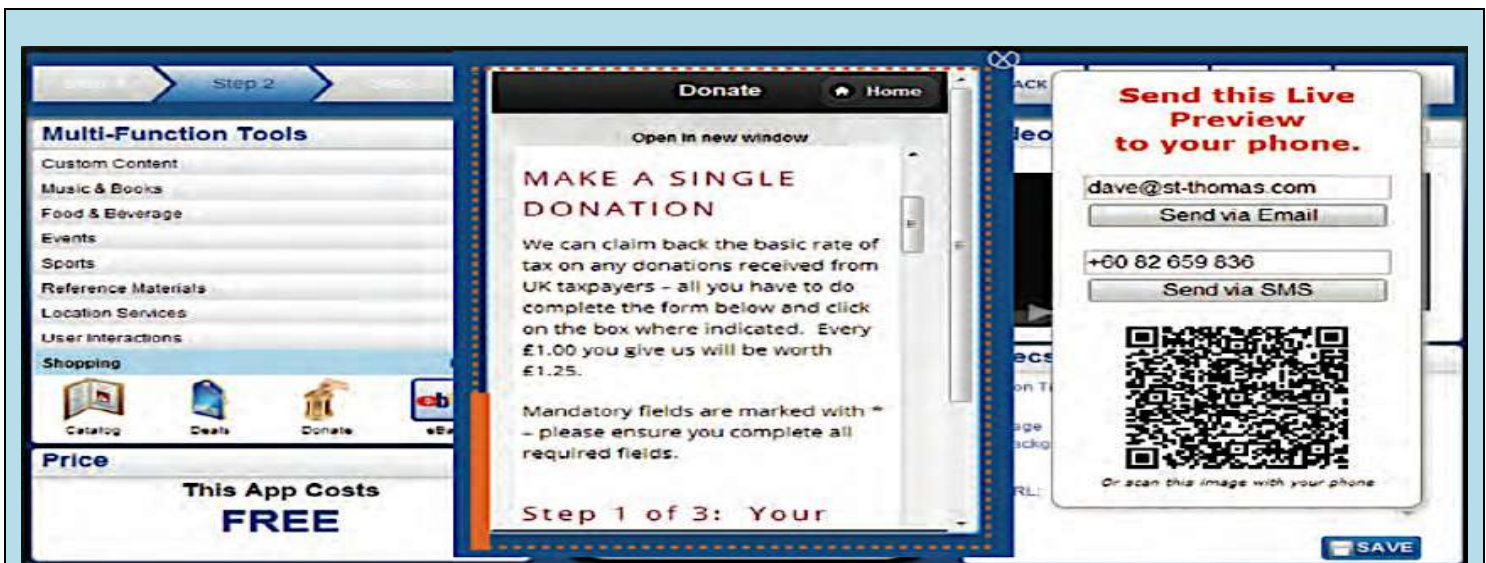 Step 2
Multi-Function Tools
Custom Content
Music & Books
Food & Beverage
Events
Sports
Reference Materials
Location Services
User Interactions
Shopping
Catalog
Deals
Donate
Price
This App Costs
FREE
Donate
Home
Open in new window
MAKE A SINGLE
DONATION
We can claim back the basic rate of
tax on any donations received from
UK taxpayers – all you have to do
complete the form below and click
on the box where indicated. Every
£1.00 you give us will be worth
£1.25.
Mandatory fields are marked with *
– please ensure you complete all
required fields.
Step 1 of 3: Your
Send this Live
Preview
to your phone.
dave@st-thomas.com
Send via Email
+60 82 659 836
Send via SMS
Or scan this image with your phone
SAVE